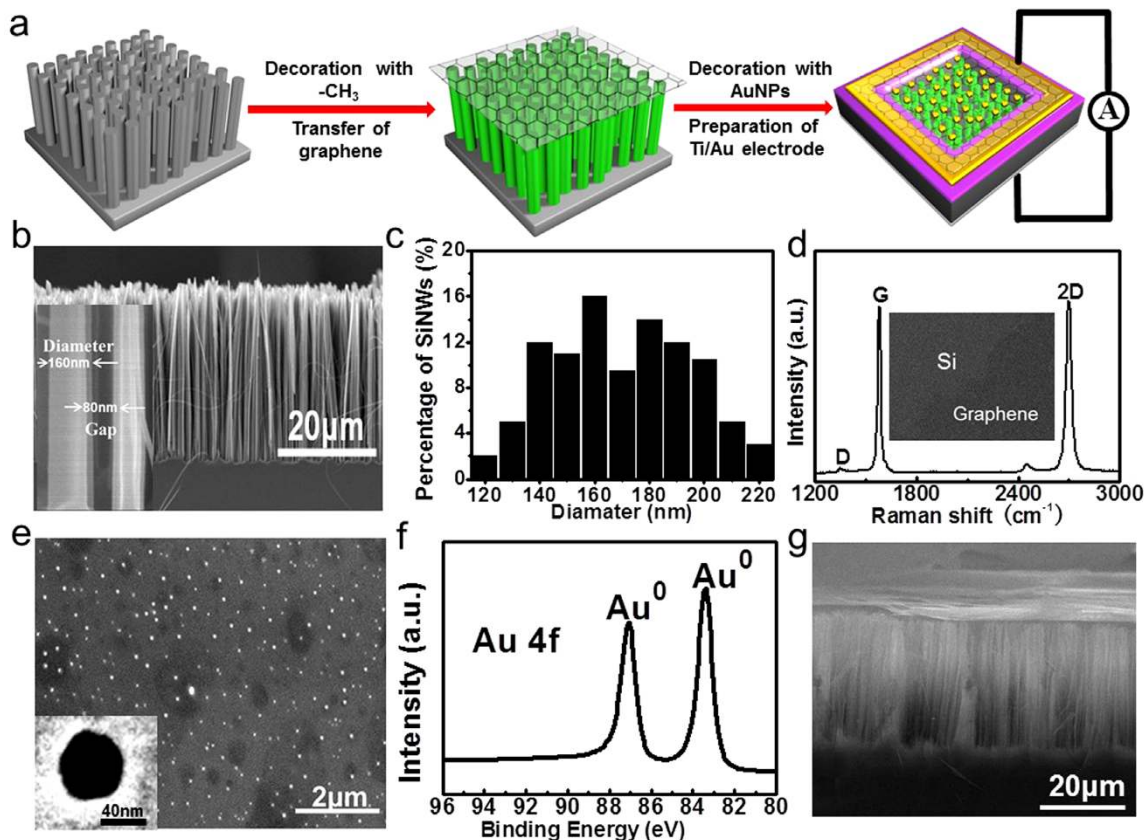 a
Decoration with
-CH₃
Transfer of
graphene
Decoration with
AuNPs
Preparation of
Ti/Au electrode
A
b
Diameter
160nm
80nm
Gap
20μm
c
Percentage of SiNWs (%)
20
16
12
8
4
0
120 140 160 180 200 220
Diamater (nm)
d
Intensity (a.u.)
G
2D
Si
Graphene
D
1200 1800 2400 3000
Raman shift (cm⁻¹)
e
40nm
2μm
f
Intensity (a.u.)
Au⁰
Au⁰
Au 4f
96 94 92 90 88 86 84 82 80
Binding Energy (eV)
g
20μm